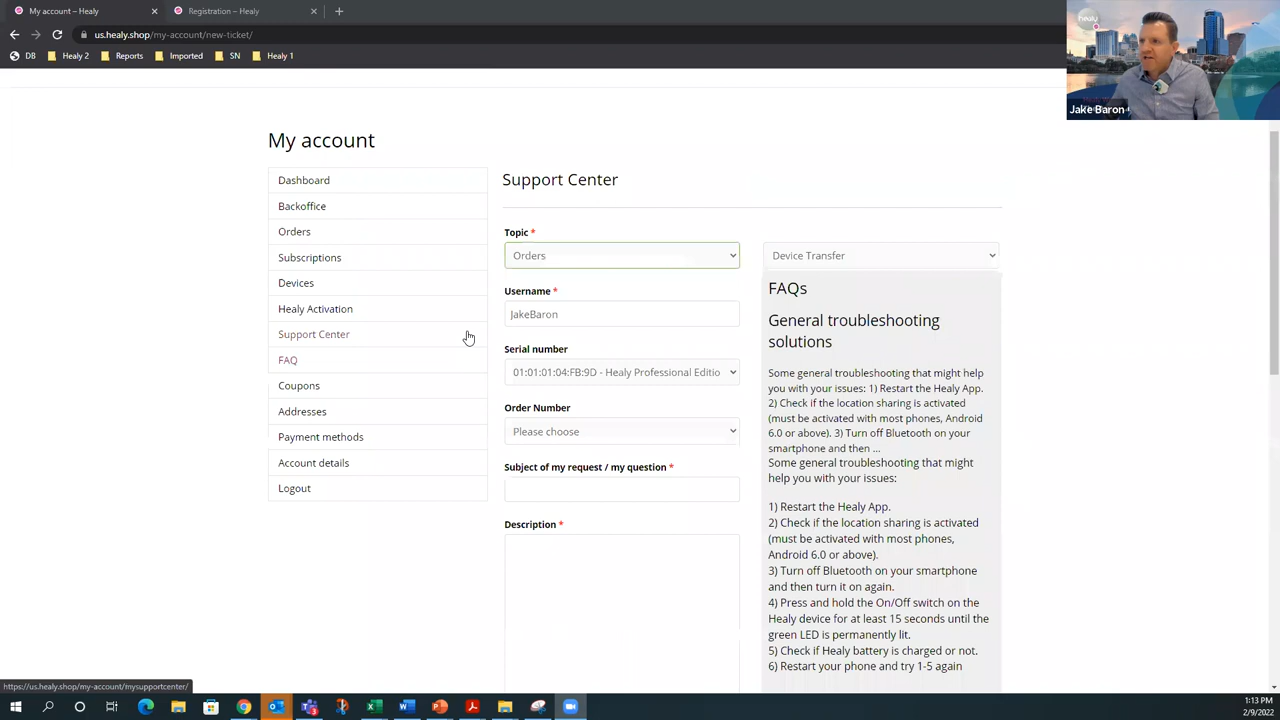 My account – Healy
Registration – Healy
us.healy.shop/my-account/new-ticket/
DB
Healy 2
Reports
Imported
SN
Healy 1
healy
Jake Baron
My account
Dashboard
Backoffice
Orders
Subscriptions
Devices
Healy Activation
Support Center
FAQ
Coupons
Addresses
Payment methods
Account details
Logout
Support Center
Topic *
Orders
Username *
JakeBaron
Serial number
01:01:01:04:FB:9D - Healy Professional Editio
Order Number
Please choose
Subject of my request / my question *
Description *
Device Transfer
FAQs
General troubleshooting
solutions
Some general troubleshooting that might help
you with your issues: 1) Restart the Healy App.
2) Check if the location sharing is activated
(must be activated with most phones, Android
6.0 or above). 3) Turn off Bluetooth on your
smartphone and then ...
Some general troubleshooting that might
help you with your issues:
1) Restart the Healy App.
2) Check if the location sharing is activated
(must be activated with most phones,
Android 6.0 or above).
3) Turn off Bluetooth on your smartphone
and then turn it on again.
4) Press and hold the On/Off switch on the
Healy device for at least 15 seconds until the
green LED is permanently lit.
5) Check if Healy battery is charged or not.
6) Restart your phone and try 1-5 again
https://us.healy.shop/my-account/mysupportcenter/
1:13 PM
2/9/2022